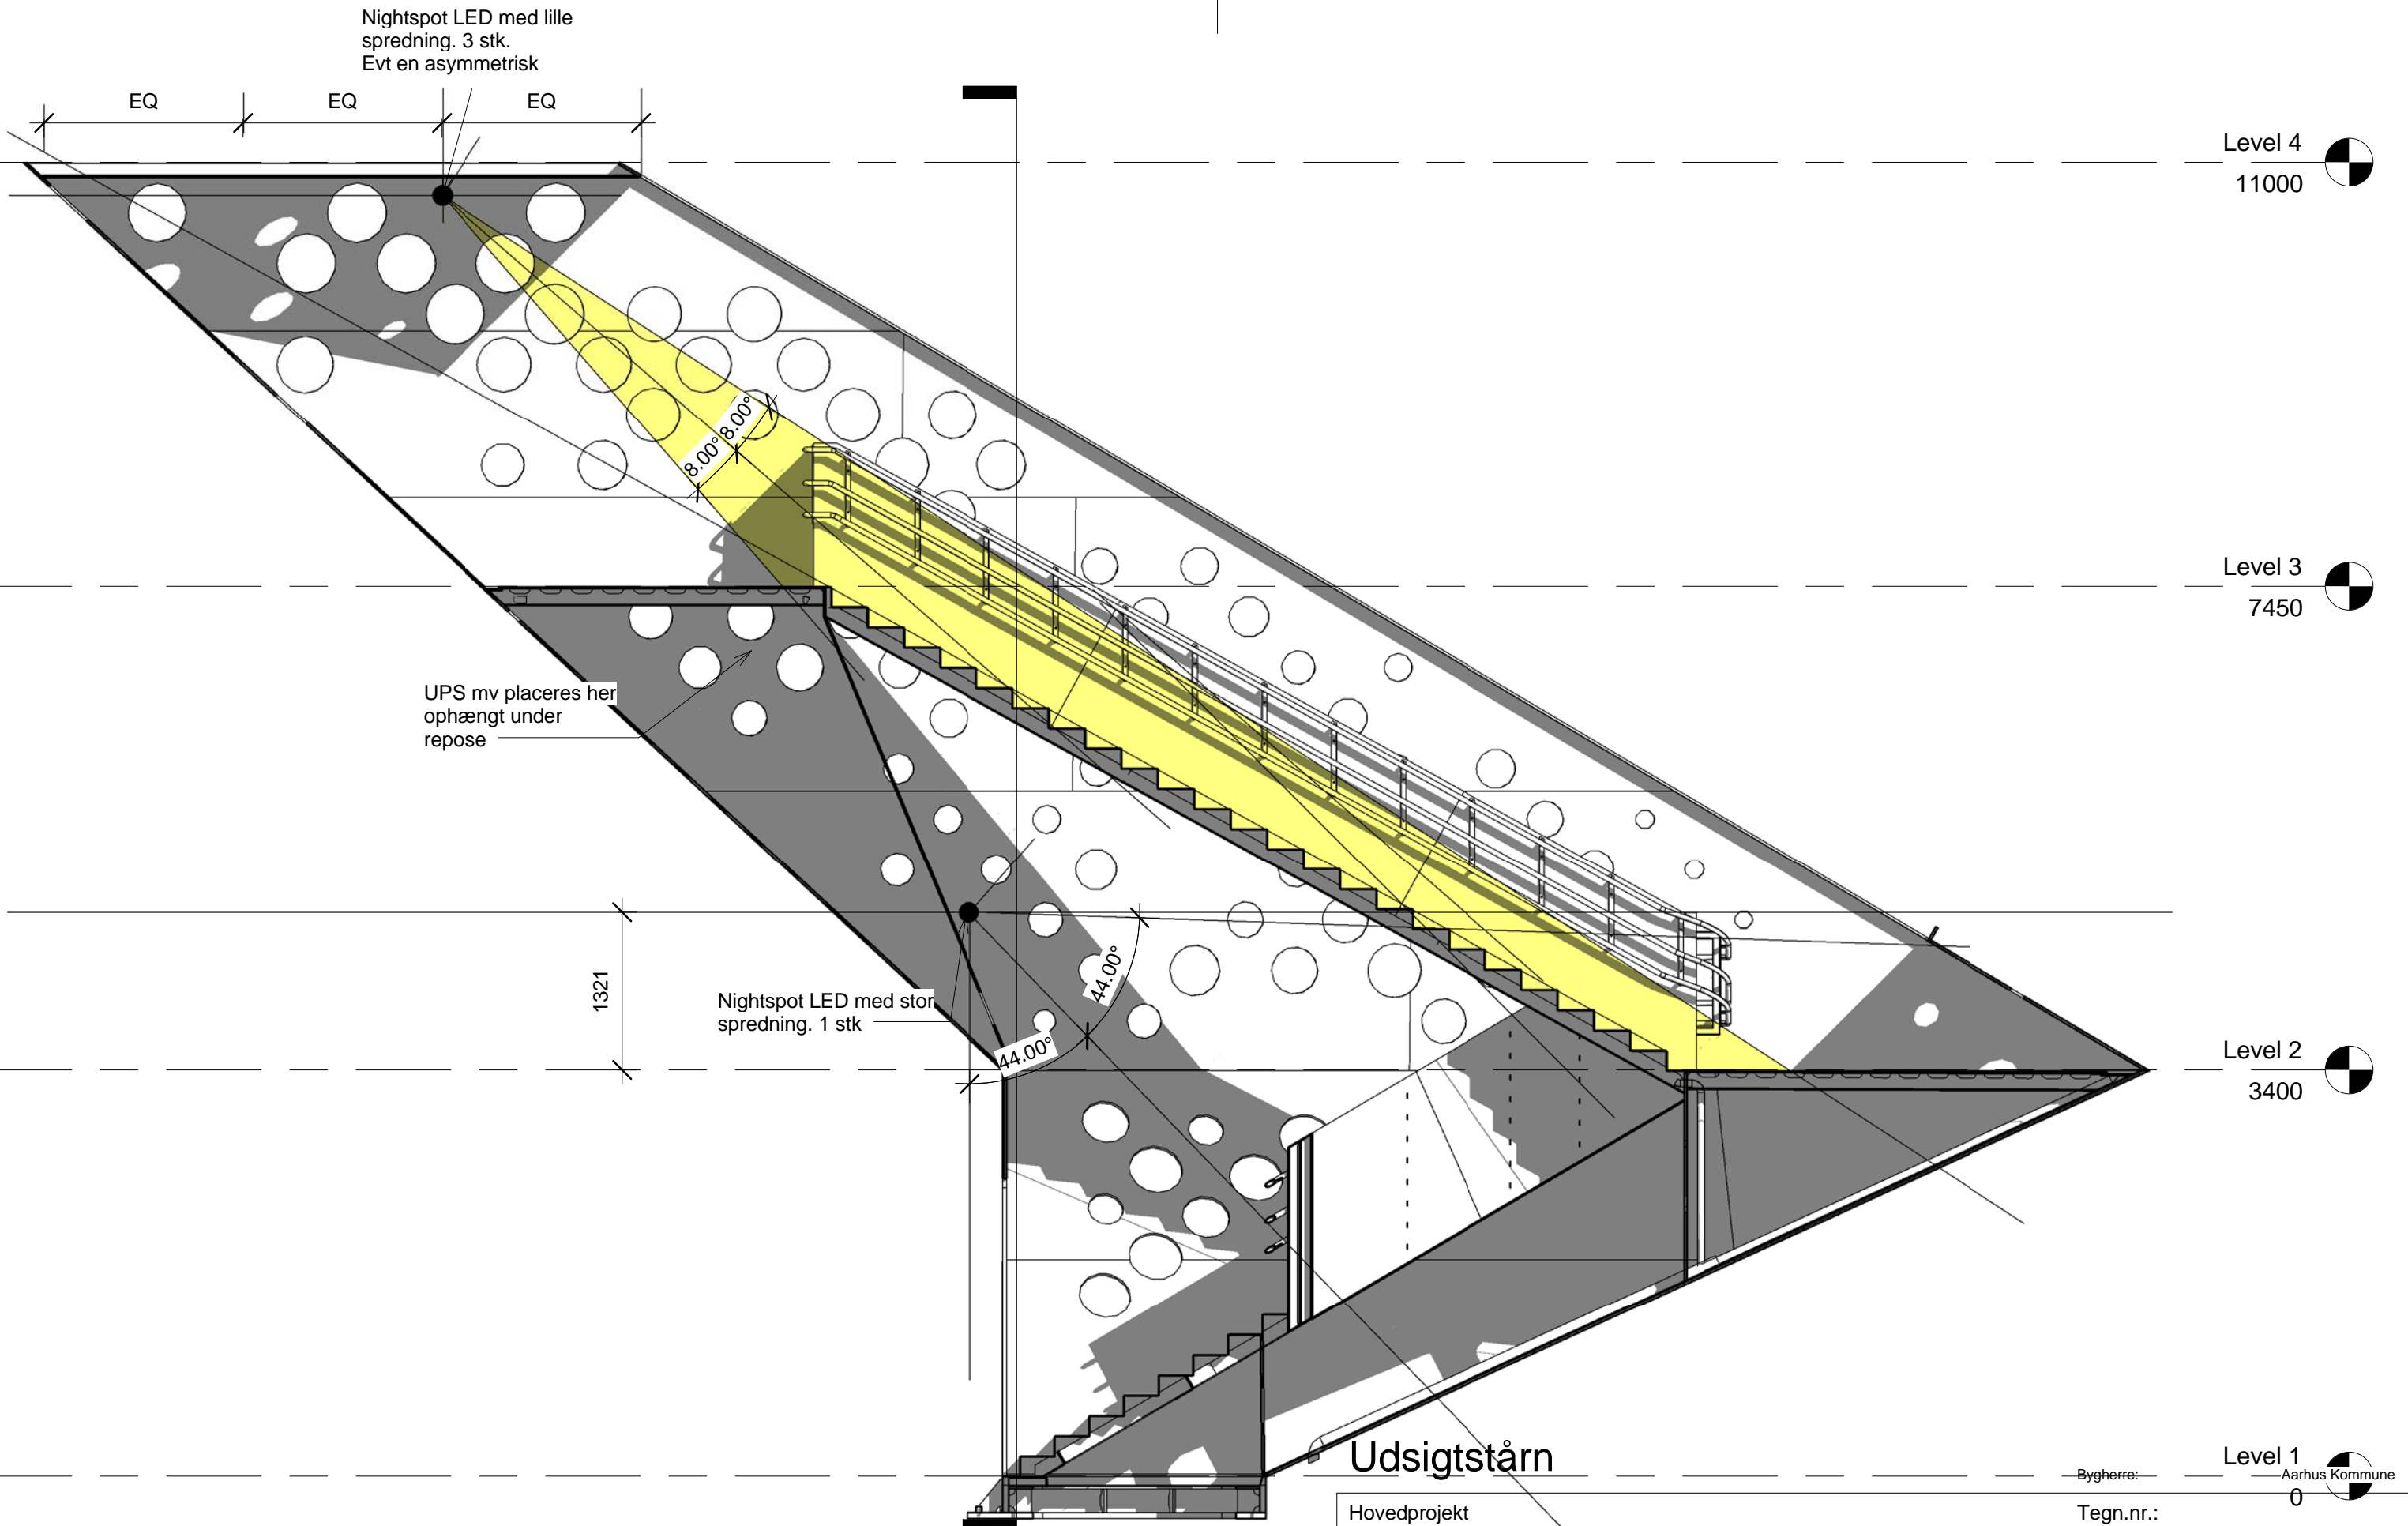 Nightspot LED med lille
spredning. 3 stk.
Evt en asymmetrisk
EQ
EQ
EQ
Level 4
11000
8.00°
8.00°
Level 3
7450
UPS mv placeres her
ophængt under
repose
1321
44.00°
Nightspot LED med stor
spredning. 1 stk
44.00°
Level 2
3400
Udsigtstårn
Level 1
Bygherre:
Aarhus Kommune
0
Hovedprojekt
Tegn.nr.: